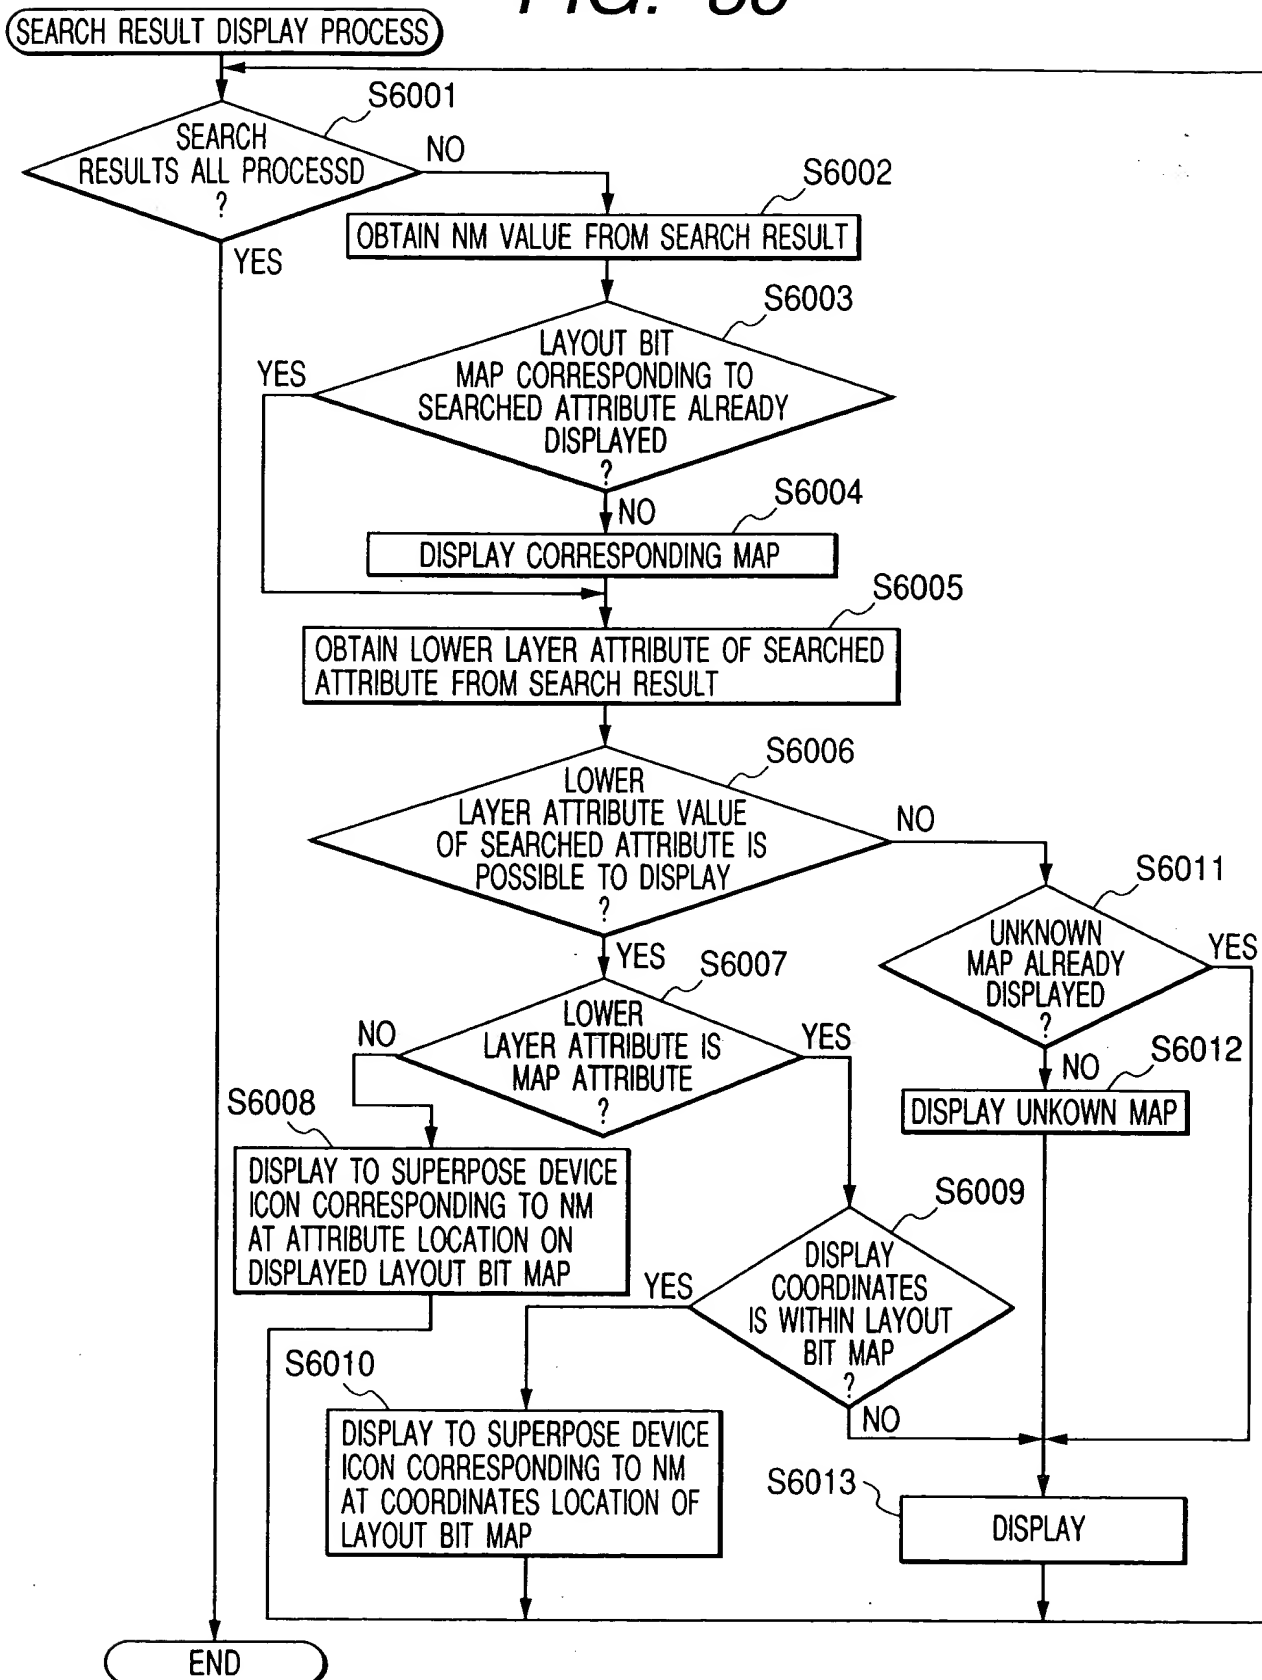 SEARCH RESULT DISPLAY PROCESS
S6001
SEARCH
RESULTS ALL PROCESSD
?
NO
YES
S6002
OBTAIN NM VALUE FROM SEARCH RESULT
S6003
LAYOUT BIT
MAP CORRESPONDING TO
SEARCHED ATTRIBUTE ALREADY
DISPLAYED
?
YES
NO
S6004
DISPLAY CORRESPONDING MAP
S6005
OBTAIN LOWER LAYER ATTRIBUTE OF SEARCHED
ATTRIBUTE FROM SEARCH RESULT
S6006
LOWER
LAYER ATTRIBUTE VALUE
OF SEARCHED ATTRIBUTE IS
POSSIBLE TO DISPLAY
?
NO
YES
S6011
UNKNOWN
MAP ALREADY
DISPLAYED
?
YES
NO
S6012
DISPLAY UNKOWN MAP
S6007
LOWER
LAYER ATTRIBUTE IS
MAP ATTRIBUTE
?
NO
YES
S6008
DISPLAY TO SUPERPOSE DEVICE
ICON CORRESPONDING TO NM
AT ATTRIBUTE LOCATION ON
DISPLAYED LAYOUT BIT MAP
S6009
DISPLAY
COORDINATES
IS WITHIN LAYOUT
BIT MAP
?
YES
NO
S6010
DISPLAY TO SUPERPOSE DEVICE
ICON CORRESPONDING TO NM
AT COORDINATES LOCATION OF
LAYOUT BIT MAP
S6013
DISPLAY
END